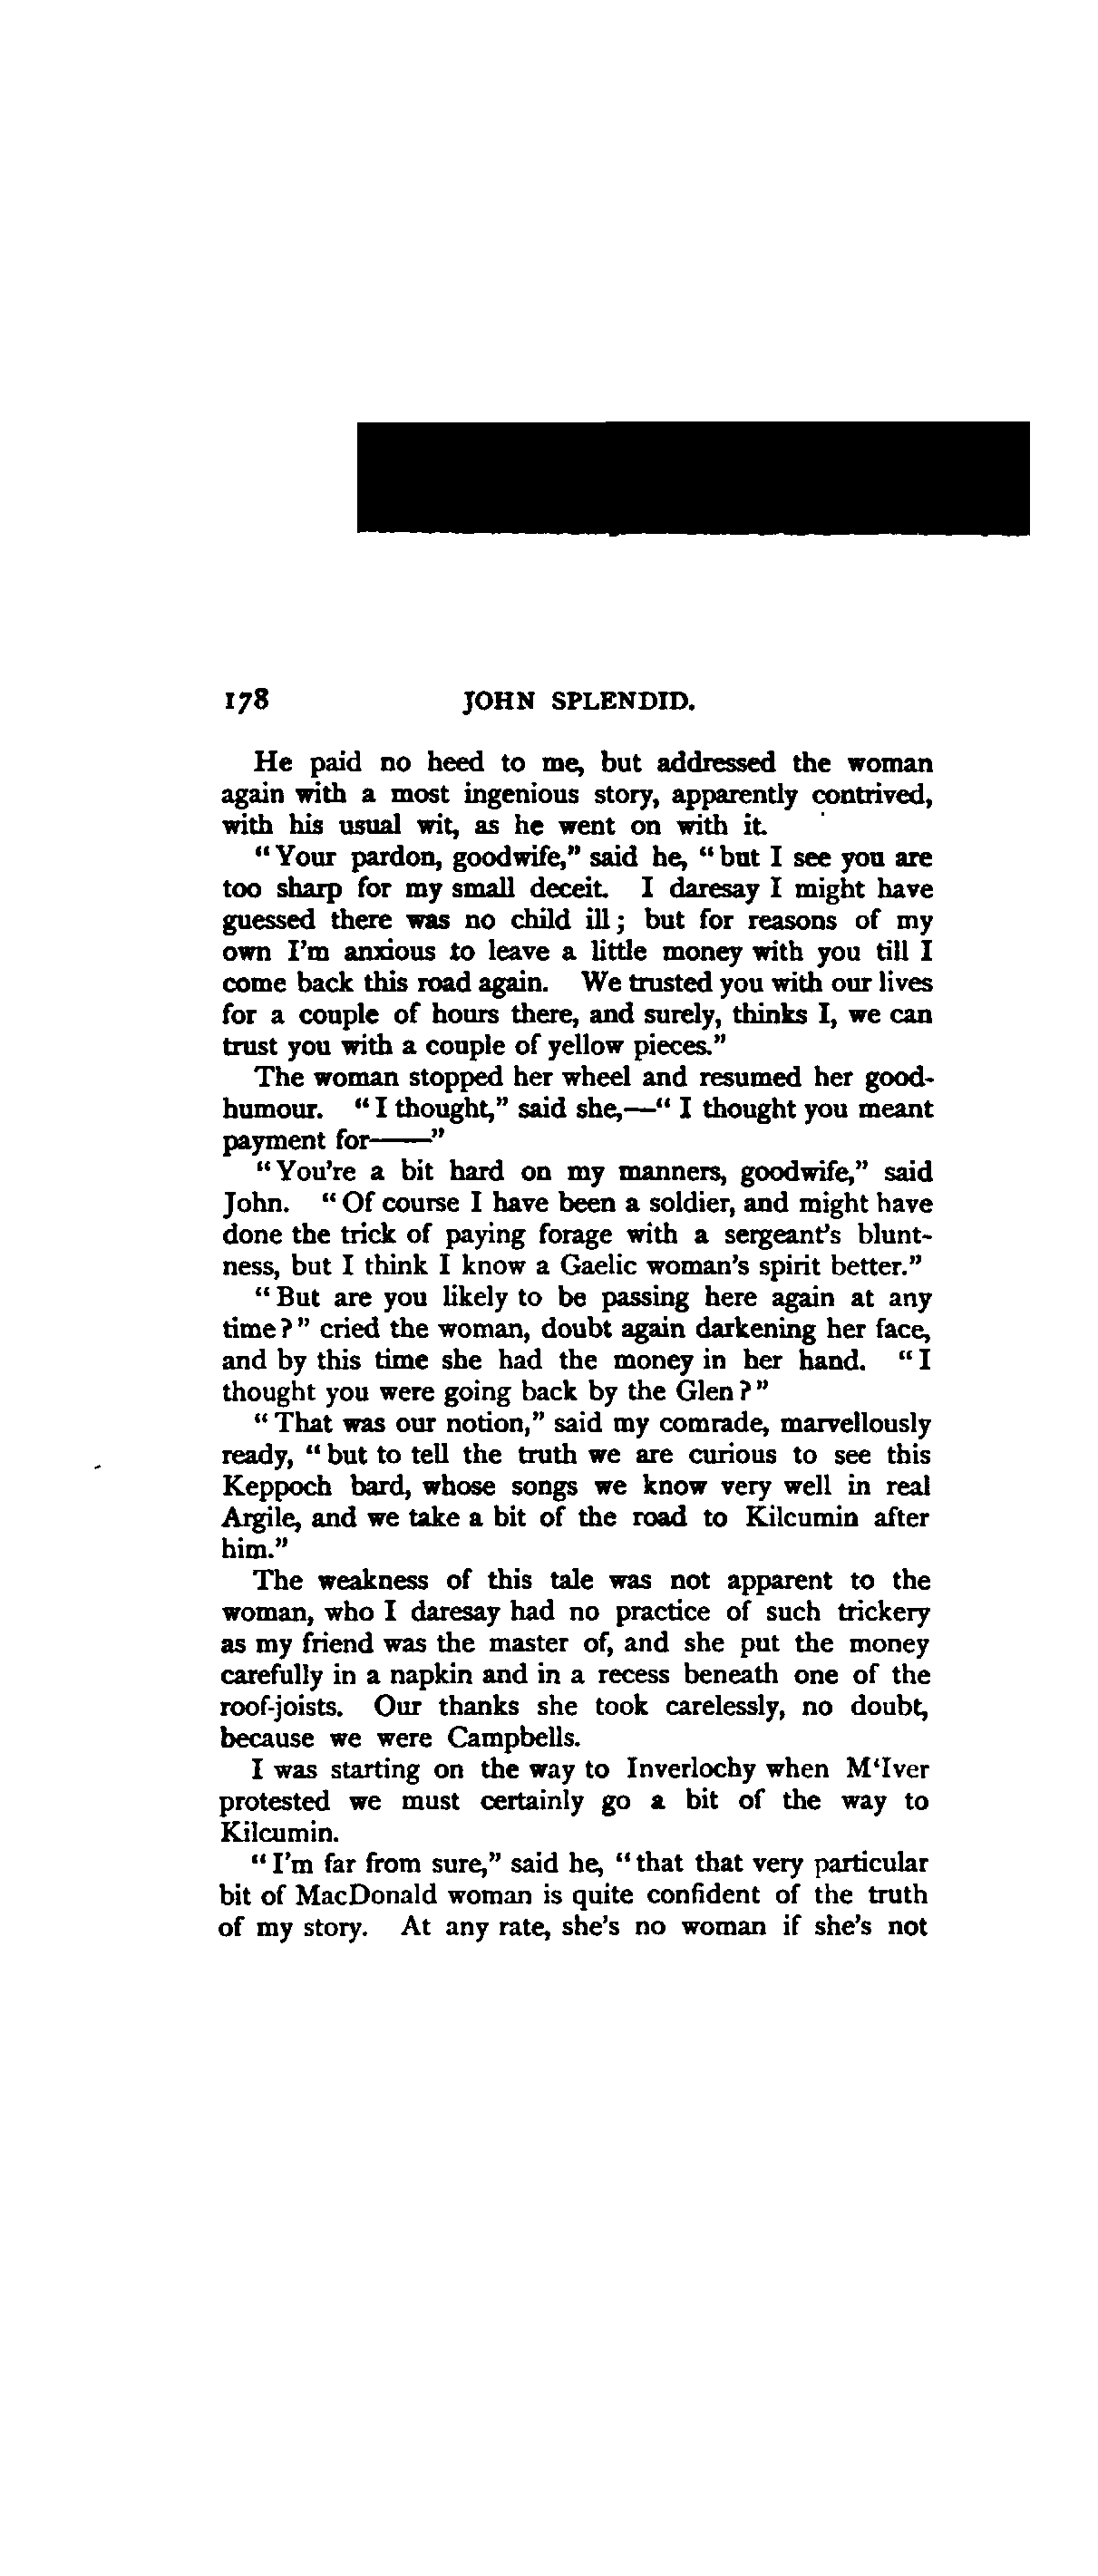 178 JOHN SPLENDID.
He paid no heed to me, but addressed the woman
again with a most ingenious story, apparently contrived,
with his usual wit, as he went on with it.
"Your pardon, goodwife," said he, "but I see you are
too sharp for my small deceit. I daresay I might have
guessed there was no child ill; but for reasons of my
own I'm anxious to leave a little money with you till I
come back this road again. We trusted you with our lives
for a couple of hours there, and surely, thinks I, we can
trust you with a couple of yellow pieces."
The woman stopped her wheel and resumed her good-
humour. "I thought," said she,—"I thought you meant
payment for——"
"You're a bit hard on my manners, goodwife," said
John. "Of course I have been a soldier, and might have
done the trick of paying forage with a sergeant's blunt-
ness, but I think I know a Gaelic woman's spirit better."
"But are you likely to be passing here again at any
time?" cried the woman, doubt again darkening her face,
and by this time she had the money in her hand. "I
thought you were going back by the Glen?"
"That was our notion," said my comrade, marvellously
ready, "but to tell the truth we are curious to see this
Keppoch bard, whose songs we know very well in real
Argile, and we take a bit of the road to Kilcumin after
him."
The weakness of this tale was not apparent to the
woman, who I daresay had no practice of such trickery
as my friend was the master of, and she put the money
carefully in a napkin and in a recess beneath one of the
roof-joists. Our thanks she took carelessly, no doubt,
because we were Campbells.
I was starting on the way to Inverlochy when M‘Iver
protested we must certainly go a bit of the way to
Kilcumin.
"I'm far from sure," said he, "that that very particular
bit of MacDonald woman is quite confident of the truth
of my story. At any rate, she's no woman if she's not